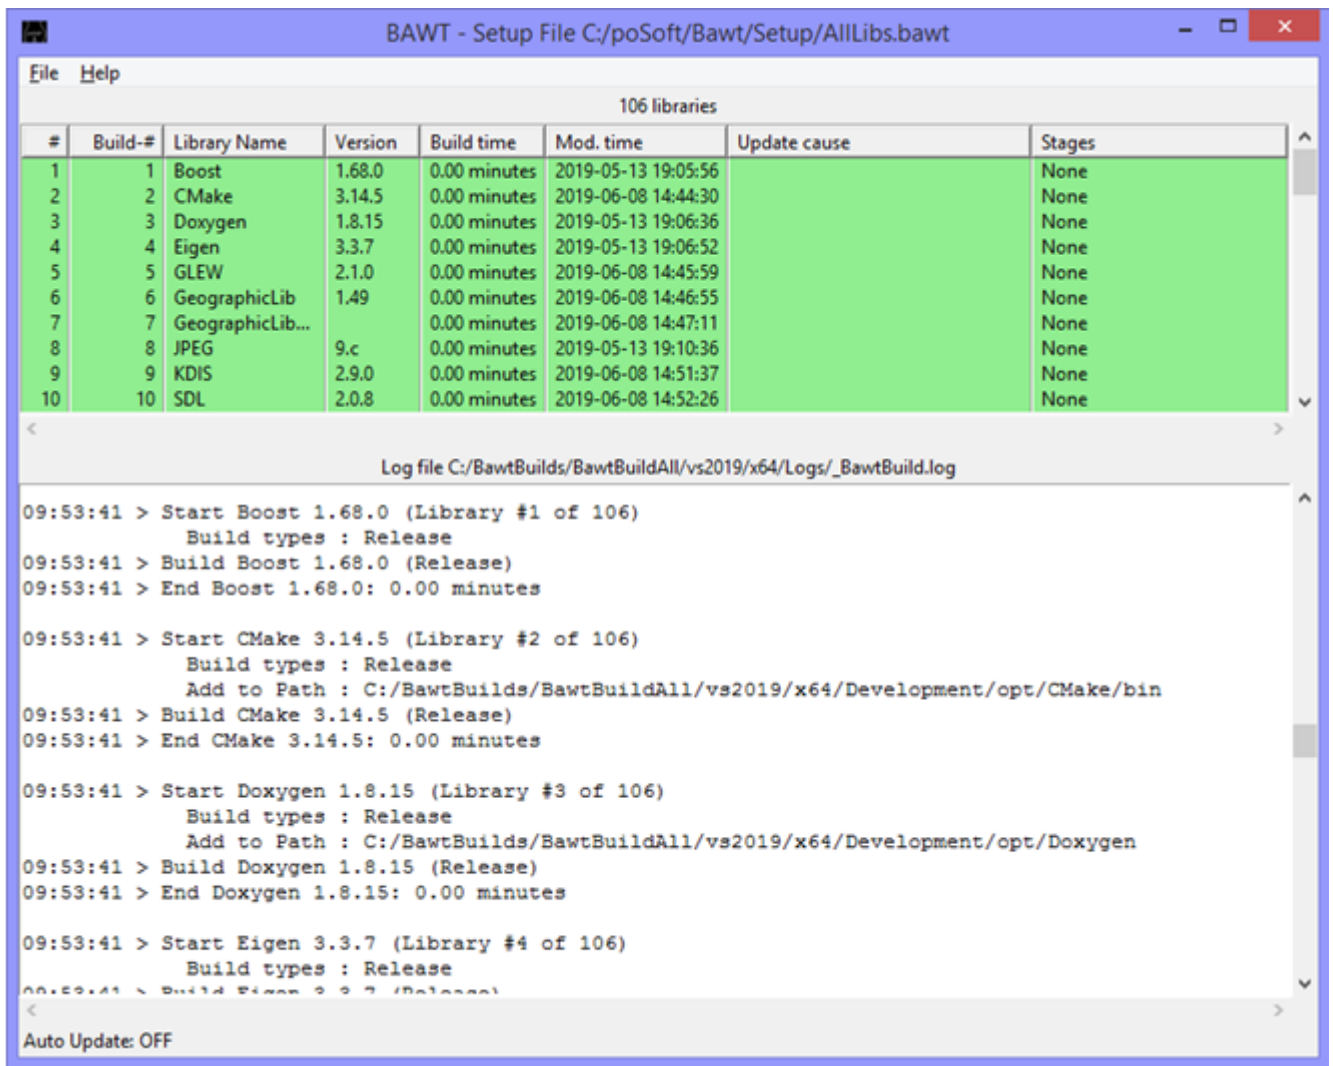 BAWT - Setup File C:/poSoft/Bawt/Setup/AllLibs.bawt
File Help
106 libraries
# Build-# Library Name Version Build time Mod. time Update cause Stages
1 1 Boost 1.68.0 0.00 minutes 2019-05-13 19:05:56 None
2 2 CMake 3.14.5 0.00 minutes 2019-06-08 14:44:30 None
3 3 Doxygen 1.8.15 0.00 minutes 2019-05-13 19:06:36 None
4 4 Eigen 3.3.7 0.00 minutes 2019-05-13 19:06:52 None
5 5 GLEW 2.1.0 0.00 minutes 2019-06-08 14:45:59 None
6 6 GeographicLib 1.49 0.00 minutes 2019-06-08 14:46:55 None
7 7 GeographicLib... 0.00 minutes 2019-06-08 14:47:11 None
8 8 JPEG 9.c 0.00 minutes 2019-05-13 19:10:36 None
9 9 KDIS 2.9.0 0.00 minutes 2019-06-08 14:51:37 None
10 10 SDL 2.0.8 0.00 minutes 2019-06-08 14:52:26 None
Log file C:/BawtBuilds/BawtBuildAll/vs2019/x64/Logs/_BawtBuild.log
09:53:41 > Start Boost 1.68.0 (Library #1 of 106)
Build types : Release
09:53:41 > Build Boost 1.68.0 (Release)
09:53:41 > End Boost 1.68.0: 0.00 minutes
09:53:41 > Start CMake 3.14.5 (Library #2 of 106)
Build types : Release
Add to Path : C:/BawtBuilds/BawtBuildAll/vs2019/x64/Development/opt/CMake/bin
09:53:41 > Build CMake 3.14.5 (Release)
09:53:41 > End CMake 3.14.5: 0.00 minutes
09:53:41 > Start Doxygen 1.8.15 (Library #3 of 106)
Build types : Release
Add to Path : C:/BawtBuilds/BawtBuildAll/vs2019/x64/Development/opt/Doxygen
09:53:41 > Build Doxygen 1.8.15 (Release)
09:53:41 > End Doxygen 1.8.15: 0.00 minutes
09:53:41 > Start Eigen 3.3.7 (Library #4 of 106)
Build types : Release
09:53:41 > Build Eigen 3.3.7 (Release)
Auto Update: OFF